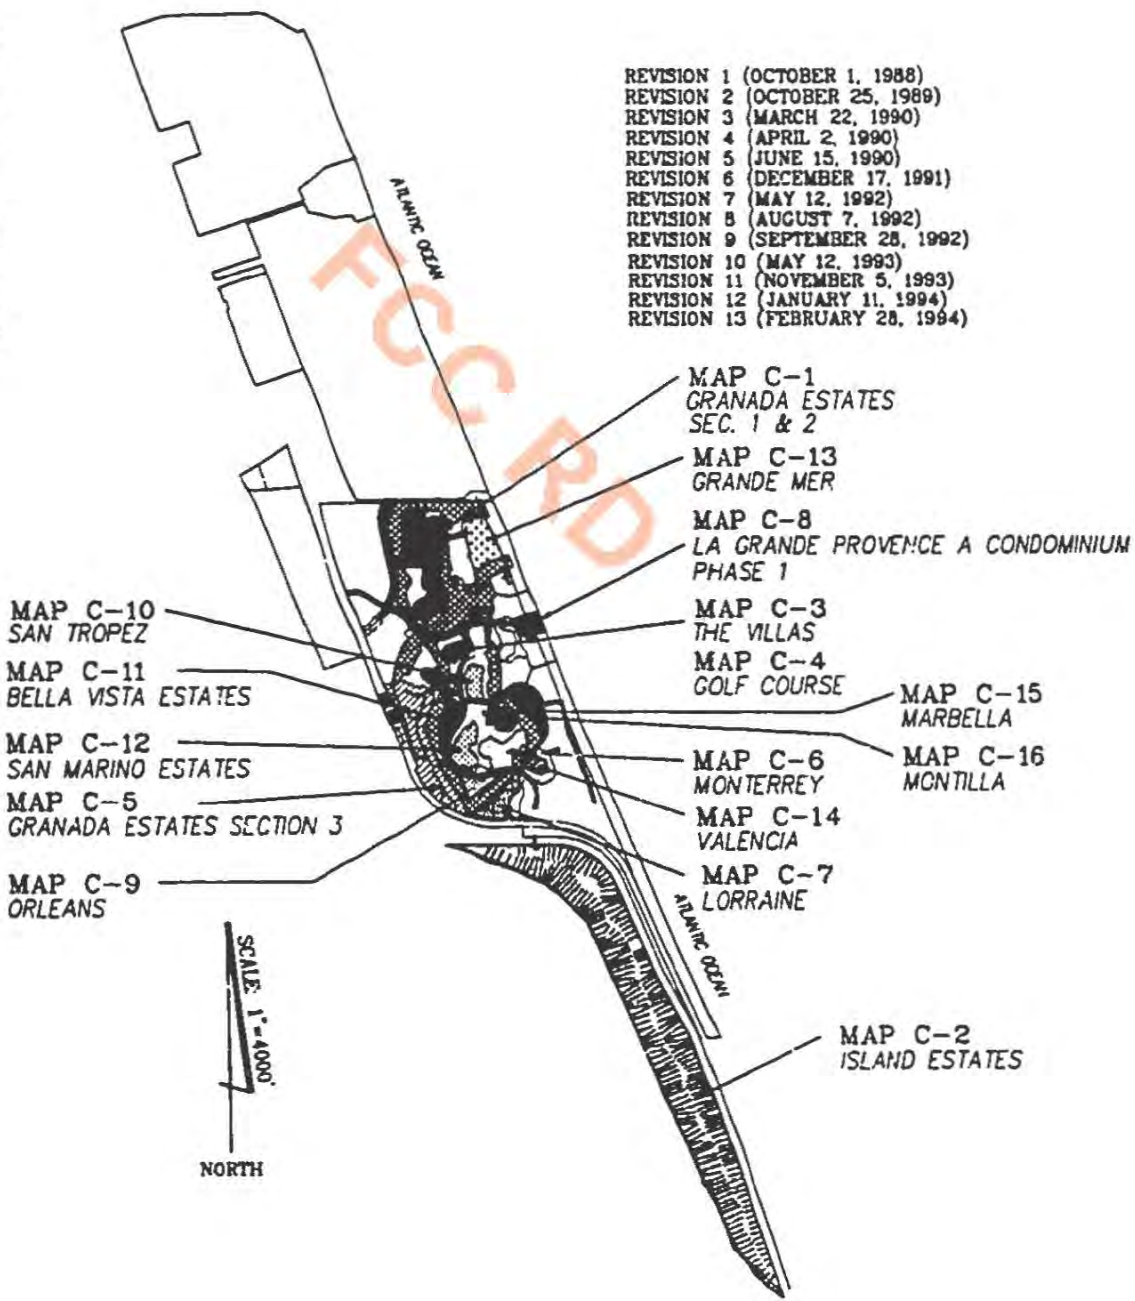 REVISION 1 (OCTOBER 1, 1988)
REVISION 2 (OCTOBER 25, 1989)
REVISION 3 (MARCH 22, 1990)
REVISION 4 (APRIL 2, 1990)
REVISION 5 (JUNE 15, 1990)
REVISION 6 (DECEMBER 17, 1991)
REVISION 7 (MAY 12, 1992)
REVISION 8 (AUGUST 7, 1992)
REVISION 9 (SEPTEMBER 28, 1992)
REVISION 10 (MAY 12, 1993)
REVISION 11 (NOVEMBER 5, 1993)
REVISION 12 (JANUARY 11, 1994)
REVISION 13 (FEBRUARY 28, 1994)
ATLANTIC OCEAN
FCC RD
MAP C-1
GRANADA ESTATES
SEC. 1 & 2
MAP C-13
GRANDE MER
MAP C-8
LA GRANDE PROVENCE A CONDOMINIUM
PHASE 1
MAP C-3
THE VILLAS
MAP C-4
GOLF COURSE
MAP C-15
MARBELLA
MAP C-16
MONTILLA
MAP C-6
MONTERREY
MAP C-14
VALENCIA
MAP C-7
LORRAINE
MAP C-10
SAN TROPEZ
MAP C-11
BELLA VISTA ESTATES
MAP C-12
SAN MARINO ESTATES
MAP C-5
GRANADA ESTATES SECTION 3
MAP C-9
ORLEANS
ATLANTIC OCEAN
MAP C-2
ISLAND ESTATES
SCALE 1"=4000'
NORTH